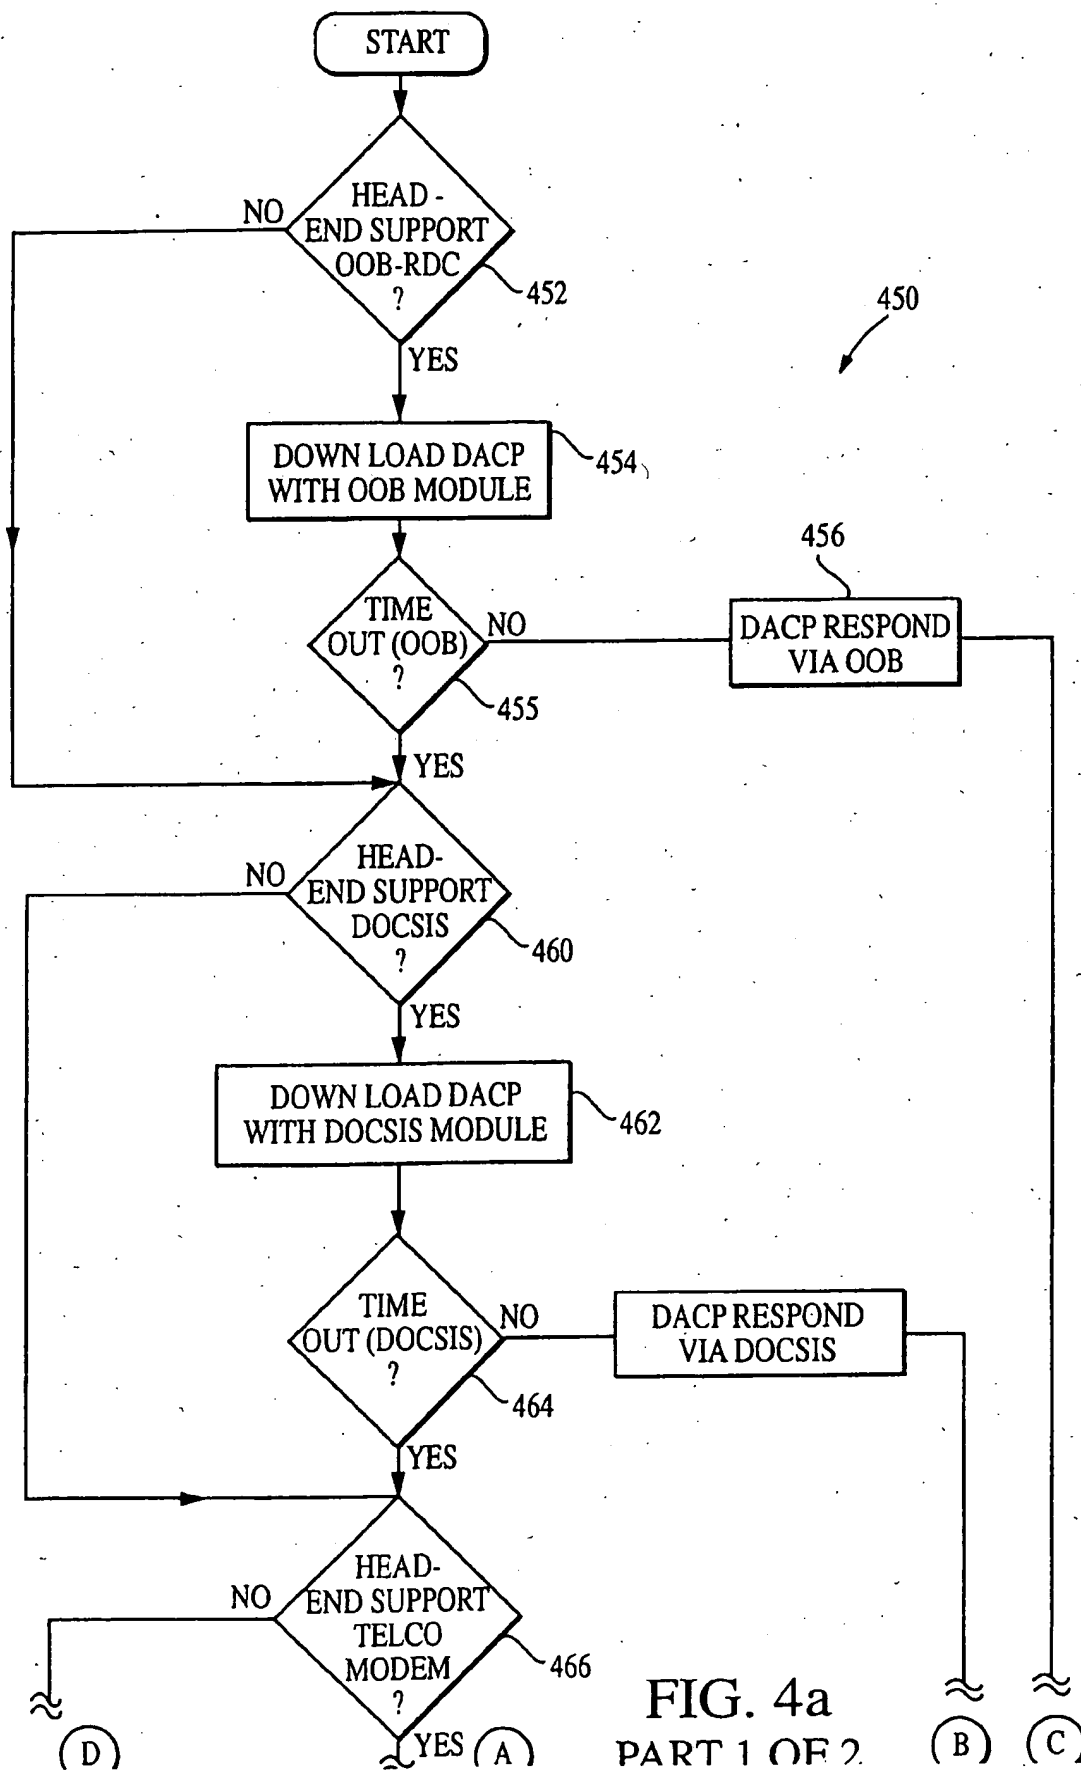 START
HEAD-
END SUPPORT
OOB-RDC
?
NO
452
450
YES
DOWN LOAD DACP
WITH OOB MODULE
454
456
TIME
OUT (OOB)
?
NO
DACP RESPOND
VIA OOB
455
YES
HEAD-
END SUPPORT
DOCSIS
?
NO
460
YES
DOWN LOAD DACP
WITH DOCSIS MODULE
462
TIME
OUT (DOCSIS)
?
NO
DACP RESPOND
VIA DOCSIS
464
YES
HEAD-
END SUPPORT
TELCO
MODEM
?
NO
466
YES
FIG. 4a
PART 1 OF 2
D
A
B
C